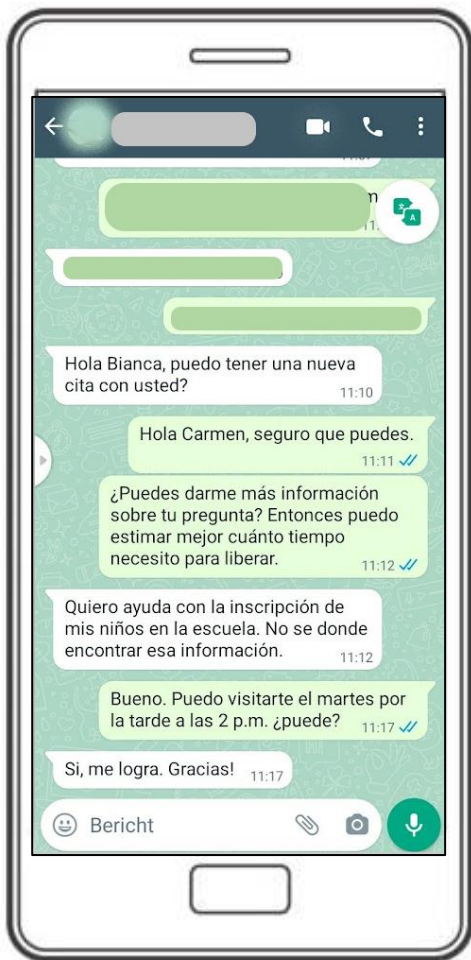 Hola Bianca, puedo tener una nueva
cita con usted?
11:10
Hola Carmen, seguro que puedes.
11:11
¿Puedes darme más información
sobre tu pregunta? Entonces puedo
estimar mejor cuánto tiempo
necesito para liberar.
11:12
Quiero ayuda con la inscripción de
mis niños en la escuela. No se donde
encontrar esa información.
11:12
Bueno. Puedo visitarte el martes por
la tarde a las 2 p.m. ¿puede?
11:17
Si, me logra. Gracias!
11:17
Bericht